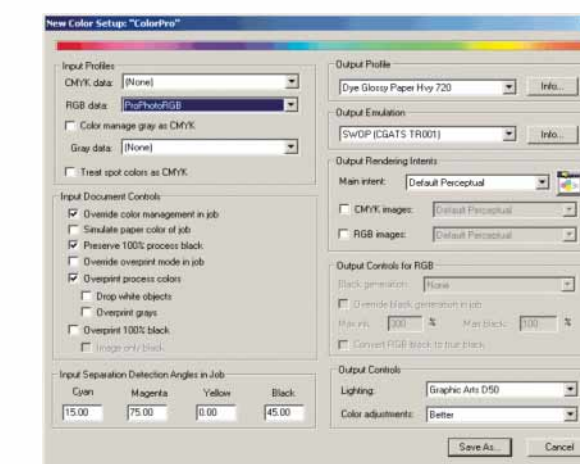 New Color Setup: "ColorPro"
Input Profiles
CMYK data: (None)
RGB data: ProPhotoRGB
Color manage gray as CMYK
Gray data: (None)
Treat spot colors as CMYK
Input Document Controls
Override color management in job
Simulate paper color of job
Preserve 100% process black
Override overprint mode in job
Overprint process colors
Drop white objects
Overprint grays
Overprint 100% black
Image only black
Input Separation Detection Angles in Job
Cyan Magenta Yellow Black
15.00 75.00 0.00 45.00
Output Profile
Dye Glossy Paper Hvy 720 Info...
Output Emulation
SWOP (CGATS TR001) Info...
Output Rendering Intents
Main intent: Default Perceptual
CMYK images: Default Perceptual
RGB images: Default Perceptual
Output Controls for RGB
Black generation: None
Override black generation in job
Max ink: 300 % Max black: 100 %
Convert RGB black to true black
Output Controls
Lighting: Graphic Arts D50
Color adjustments: Better
Save As... Cancel